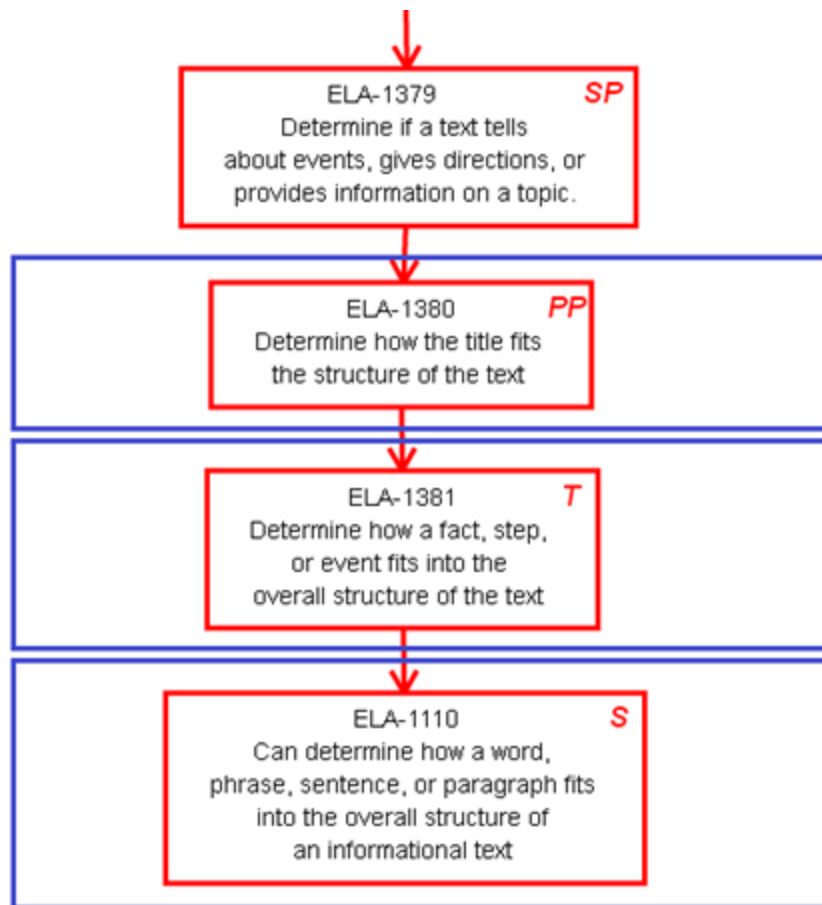 ELA-1379 SP
Determine if a text tells
about events, gives directions, or
provides information on a topic.
ELA-1380 PP
Determine how the title fits
the structure of the text
ELA-1381 T
Determine how a fact, step,
or event fits into the
overall structure of the text
ELA-1110 S
Can determine how a word,
phrase, sentence, or paragraph fits
into the overall structure of
an informational text